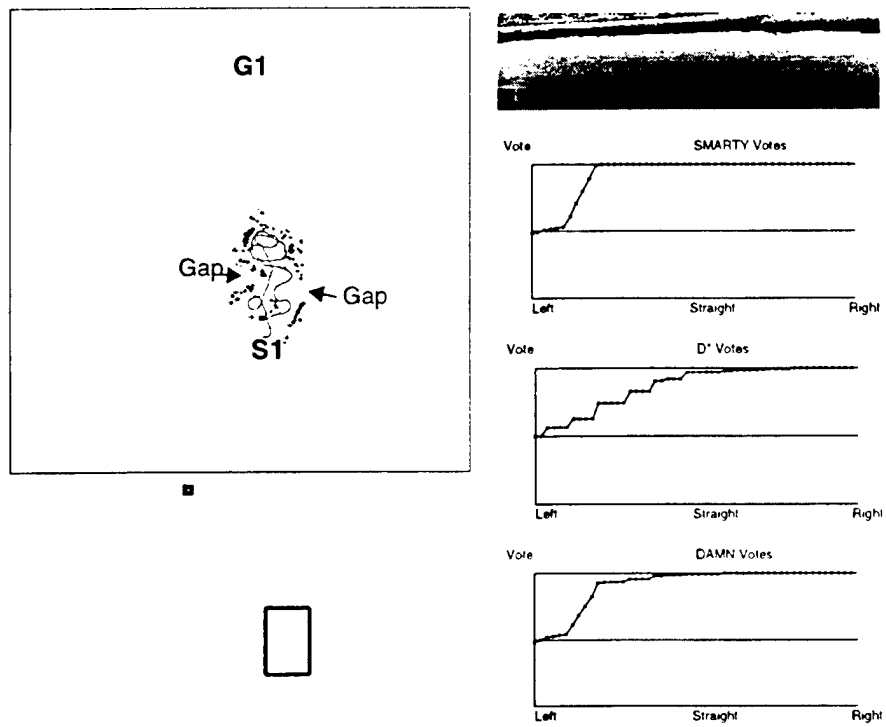 G1
Gap
Gap
S1
Vote SMARTY Votes
Left Straight Right
Vote D* Votes
Left Straight Right
Vote DAMN Votes
Left Straight Right